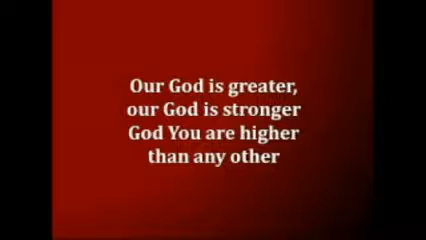 Our God is greater,
our God is stronger
God You are higher
than any other